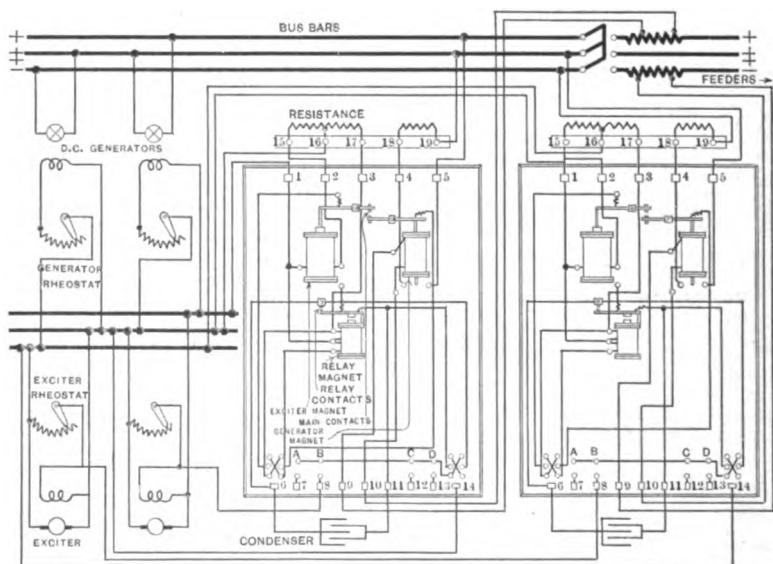 + BUS BARS +
+ +
− −
FEEDERS
RESISTANCE
15 16 17 18 19
15 16 17 18 19
D.C. GENERATORS
1 2 3 4 5
1 2 3 4 5
GENERATOR
RHEOSTAT
EXCITER
RHEOSTAT
RELAY
MAGNET
RELAY
CONTACTS
EXCITER MAGNET
MAIN CONTACTS
GENERATOR
MAGNET
A B C D
A B C D
6 7 8 9 10 11 12 13 14
6 7 8 9 10 11 12 13 14
EXCITER
CONDENSER